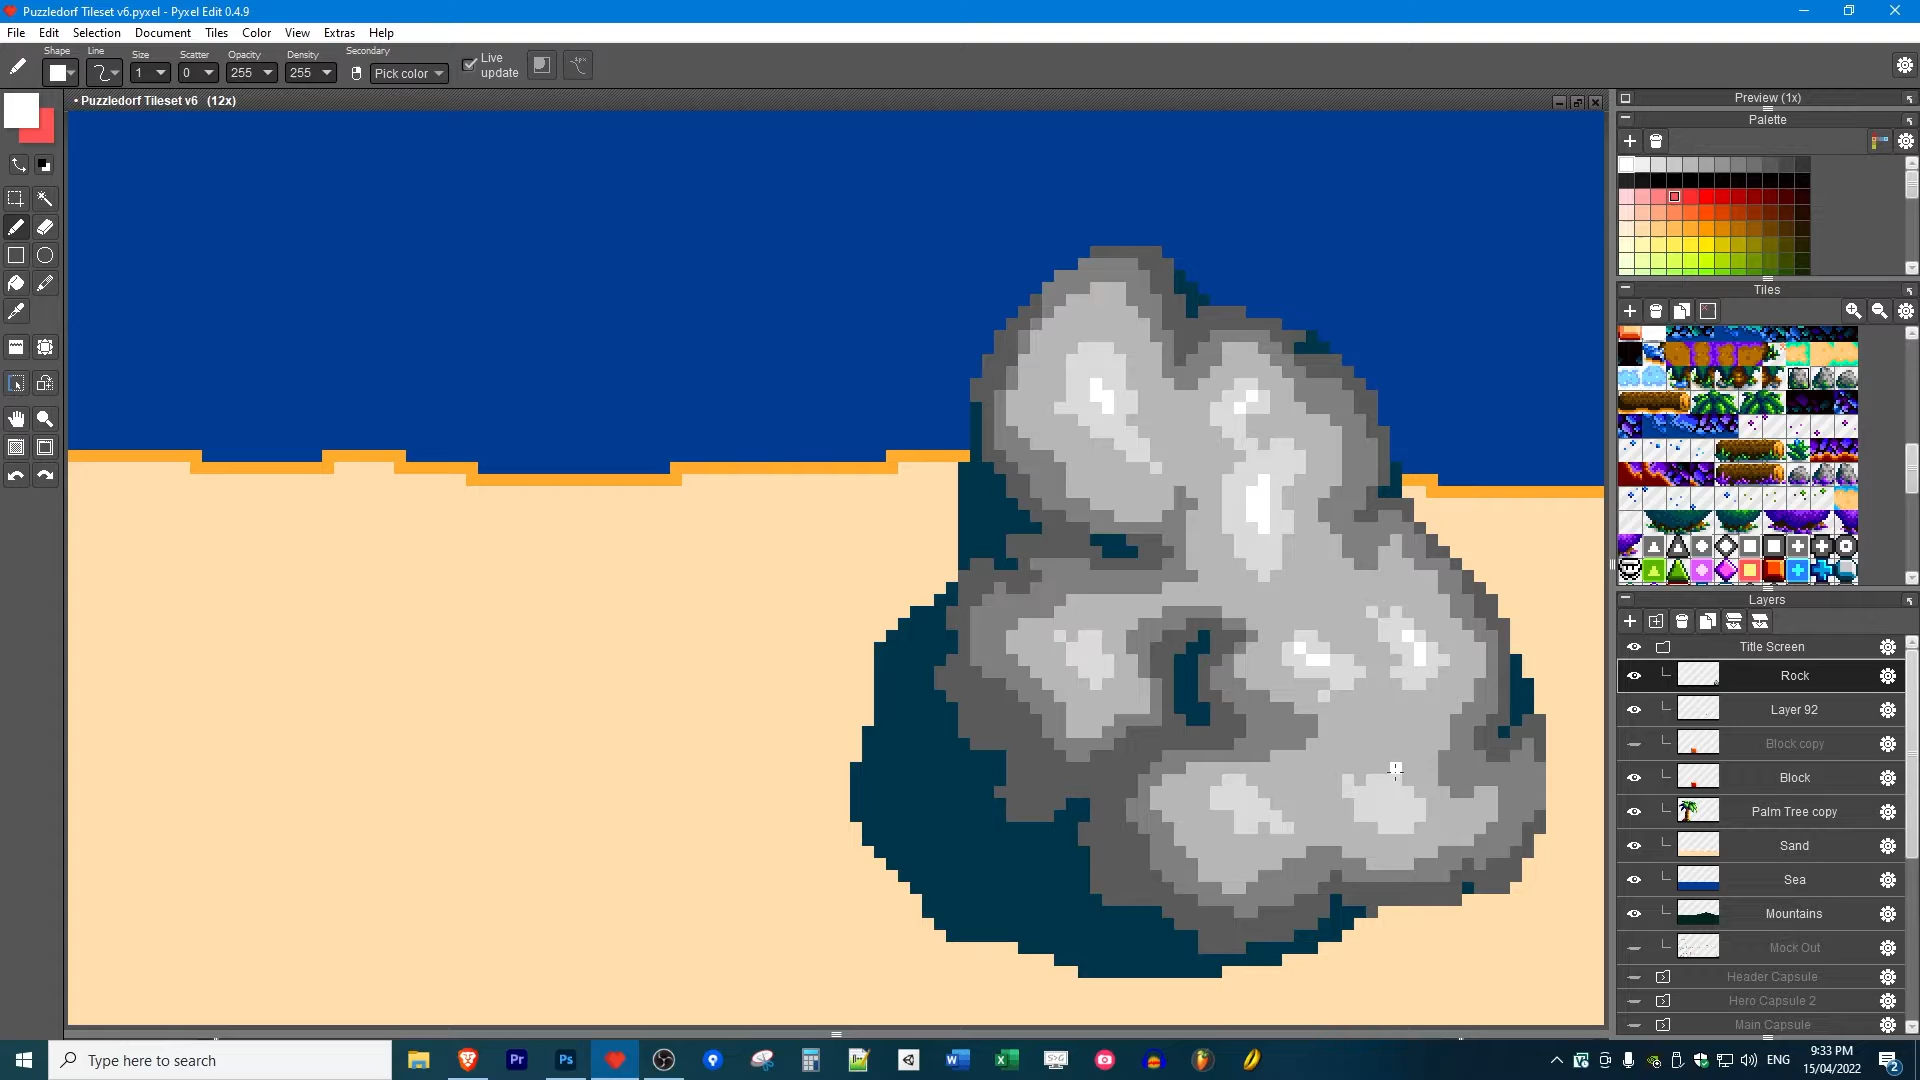 Puzzledorf Tileset v6.pyxel - Pyxel Edit 0.4.9
File Edit Selection Document Tiles Color View Extras Help
Shape Line Size Scatter Opacity Density Secondary
1 0 255 255 Pick color Live update
• Puzzledorf Tileset v6 (12x)
Preview (1x)
Palette
Tiles
Layers
Title Screen
Rock
Layer 92
Block copy
Block
Palm Tree copy
Sand
Sea
Mountains
Mock Out
Header Capsule
Hero Capsule 2
Main Capsule
Type here to search
Pr
Ps
ENG
9:33 PM
15/04/2022
2